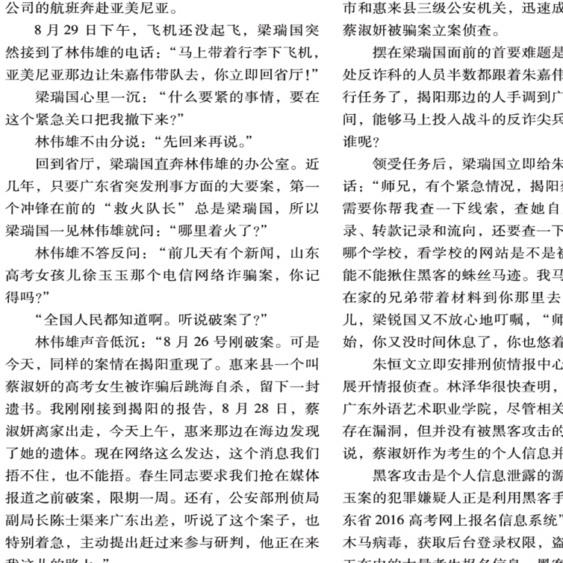 公司的航班奔赴亚美尼亚。
8月29日下午，飞机还没起飞，梁瑞国突
然接到了林伟雄的电话：“马上带着行李下飞机，
亚美尼亚那边让朱嘉伟带队去，你立即回省厅！”
梁瑞国心里一沉：“什么要紧的事情，要在
这个紧急关口把我撤下来？”
林伟雄不由分说：“先回来再说。”
回到省厅，梁瑞国直奔林伟雄的办公室。近
几年，只要广东省突发刑事方面的大要案，第一
个冲锋在前的“救火队长”总是梁瑞国，所以
梁瑞国一见林伟雄就问：“哪里着火了？”
林伟雄不答反问：“前几天有个新闻，山东
高考女孩儿徐玉玉那个电信网络诈骗案，你记
得吗？”
“全国人民都知道啊。听说破案了？”
林伟雄声音低沉：“8月26号刚破案。可是
今天，同样的案情在揭阳重现了。惠来县一个叫
蔡淑妍的高考女生被诈骗后跳海自杀，留下一封
遗书。我刚刚接到揭阳的报告，8月28日，蔡
淑妍离家出走，今天上午，惠来那边在海边发现
了她的遗体。现在网络这么发达，这个消息我们
捂不住，也不能捂。春生同志要求我们抢在媒体
报道之前破案，限期一周。还有，公安部刑侦局
副局长陈士渠来广东出差，听说了这个案子，也
特别着急，主动提出赶过来参与研判，他正在来
我这儿的路上。”
市和惠来县三级公安机关，迅速成
蔡淑妍被骗案立案侦查。
摆在梁瑞国面前的首要难题是
处反诈科的人员半数都跟着朱嘉伟
行任务了，揭阳那边的人手调到广
间，能够马上投入战斗的反诈尖兵
谁呢？
领受任务后，梁瑞国立即给朱
话：“师兄，有个紧急情况，揭阳
需要你帮我查一下线索，查她自
录、转款记录和流向，还要查一下
哪个学校，看学校的网站是不是被
能不能揪住黑客的蛛丝马迹。我马
在家的兄弟带着材料到你那里去
儿，梁锐国又不放心地叮嘱，“师
始，你又没时间休息了，你也悠着
朱恒文立即安排刑侦情报中心
展开情报侦查。林泽华很快查明，
广东外语艺术职业学院，尽管相关
存在漏洞，但并没有被黑客攻击的
说，蔡淑妍作为考生的个人信息并
黑客攻击是个人信息泄露的源
玉案的犯罪嫌疑人正是利用黑客手
东省2016高考网上报名信息系统”
木马病毒，获取后台登录权限，盗